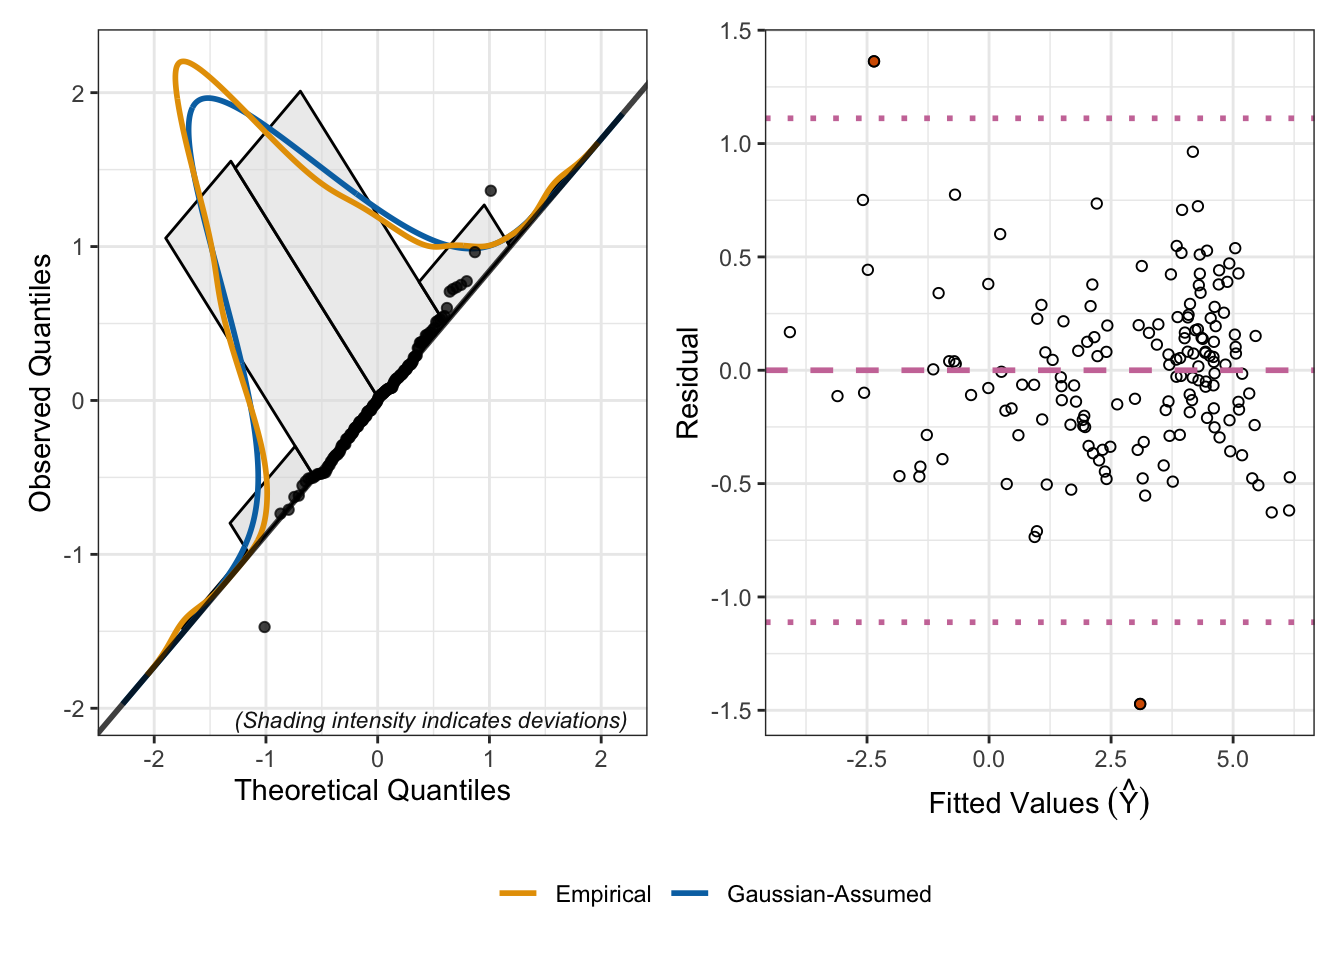 Observed Quantiles
2
1
0
-1
-2
(Shading intensity indicates deviations)
-2 -1 0 1 2
Theoretical Quantiles
Residual
1.5
1.0
0.5
0.0
-0.5
-1.0
-1.5
-2.5 0.0 2.5 5.0
Fitted Values (Ŷ)
Empirical Gaussian-Assumed